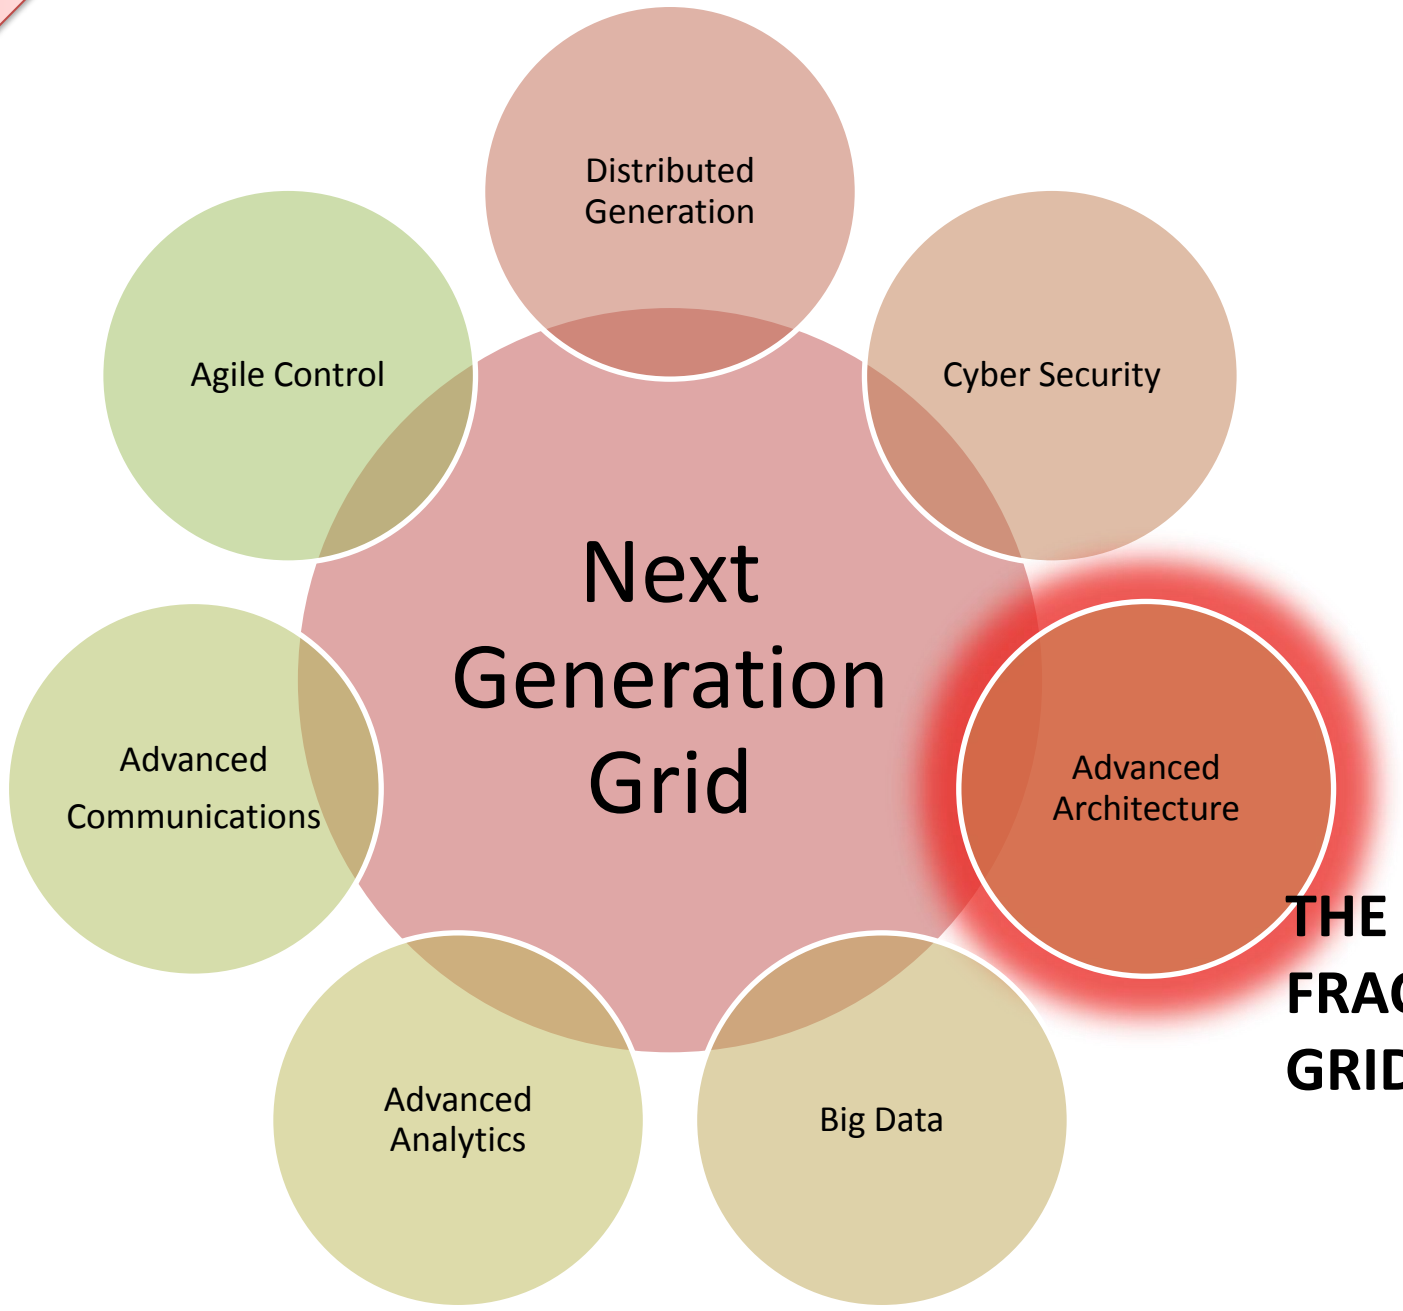 Distributed
Generation
Agile Control
Cyber Security
Next
Generation
Grid
Advanced
Communications
Advanced
Architecture
THE
Advanced
Analytics
Big Data